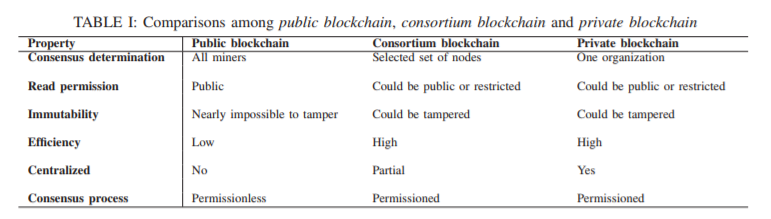 TABLE I: Comparisons among public blockchain, consortium blockchain and private blockchain
Property Public blockchain Consortium blockchain Private blockchain
Consensus determination All miners Selected set of nodes One organization
Read permission Public Could be public or restricted Could be public or restricted
Immutability Nearly impossible to tamper Could be tampered Could be tampered
Efficiency Low High High
Centralized No Partial Yes
Consensus process Permissionless Permissioned Permissioned